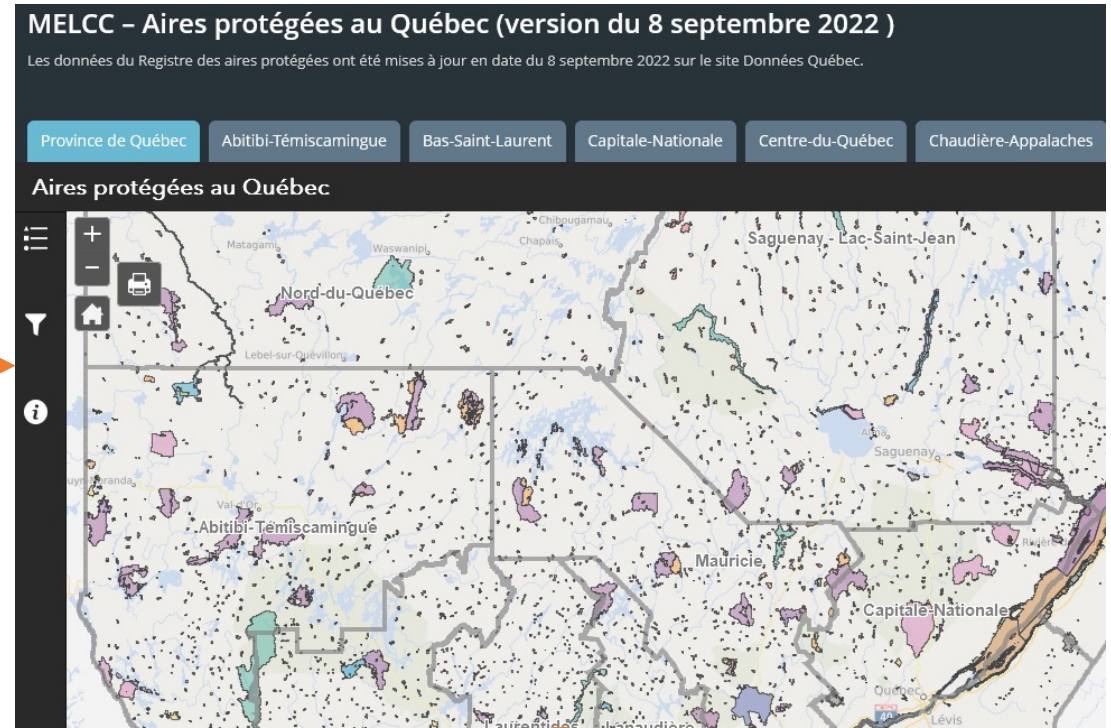 MELCC – Aires protégées au Québec (version du 8 septembre 2022 )
Les données du Registre des aires protégées ont été mises à jour en date du 8 septembre 2022 sur le site Données Québec.
Province de Québec Abitibi-Témiscamingue Bas-Saint-Laurent Capitale-Nationale Centre-du-Québec Chaudière-Appalaches
Aires protégées au Québec
Chibougamau
Matagami
Waswanipi
Chapais
Saguenay - Lac-Saint-Jean
Nord-du-Québec
Lebel-sur-Quévillon
Alma
Saguenay
Val-d'Or
Abitibi-Témiscamingue
Mauricie
Capitale-Nationale
Québec
40
Lévis
Laurentides
Lanaudière